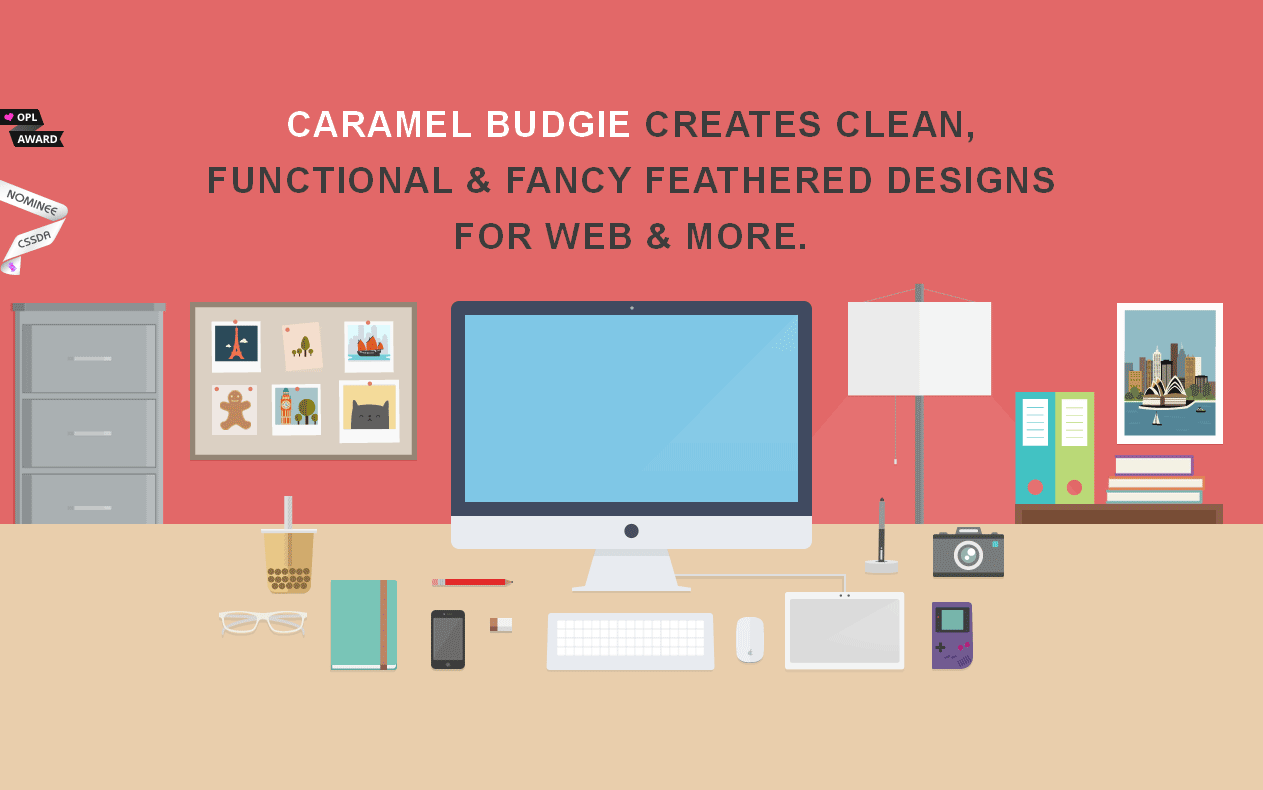 OPL
AWARD
NOMINEE
CSSDA
CARAMEL BUDGIE CREATES CLEAN,
FUNCTIONAL & FANCY FEATHERED DESIGNS
FOR WEB & MORE.